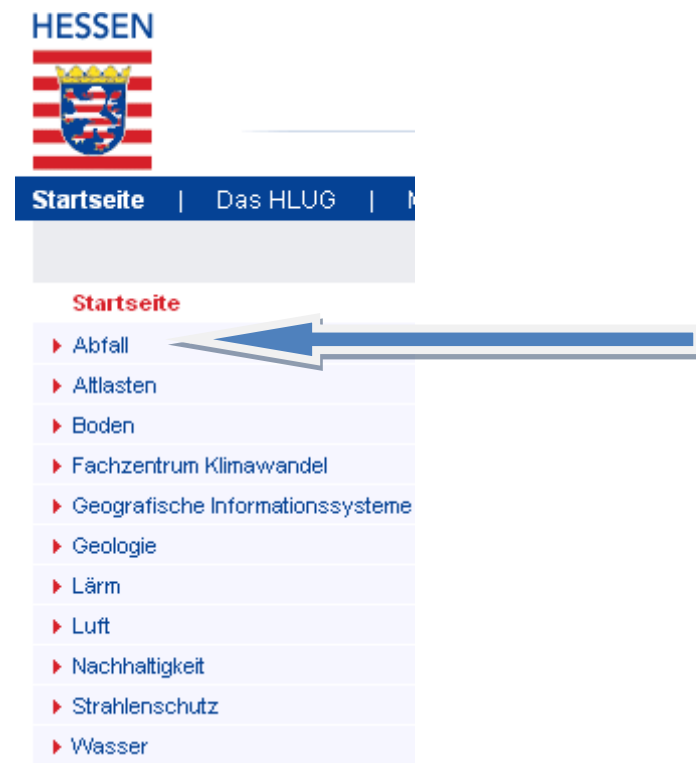 HESSEN
Startseite | Das HLUG |
Startseite
Abfall
Altlasten
Boden
Fachzentrum Klimawandel
Geografische Informationssysteme
Geologie
Lärm
Luft
Nachhaltigkeit
Strahlenschutz
Wasser